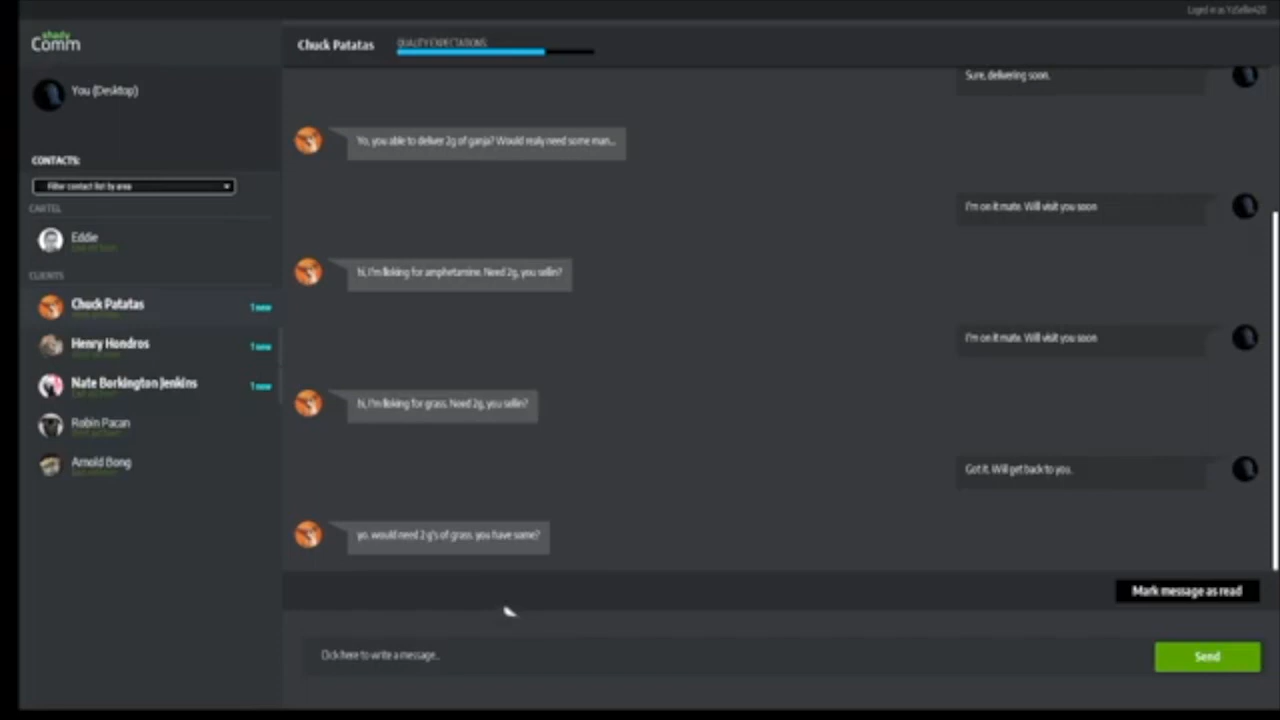 shady
Comm
You (Desktop)
CONTACTS:
Filter contact list by area
CARTEL
Eddie
CLIENTS
Chuck Patatas
1 new
Henry Hondros
1 new
Nate Borkington Jenkins
1 new
Robin Pacan
Arnold Bong
Chuck Patatas
QUALITY EXPECTATIONS:
Sure, delivering soon.
Yo, you able to deliver 2g of ganja? Would realy need some man...
I'm on it mate. Will visit you soon
hi, I'm lloking for amphetamine. Need 2g, you sellin?
I'm on it mate. Will visit you soon
hi, I'm lloking for grass. Need 2g, you sellin?
Got it. Will get back to you.
yo, would need 2 g's of grass. you have some?
Mark message as read
Click here to write a message..
Send